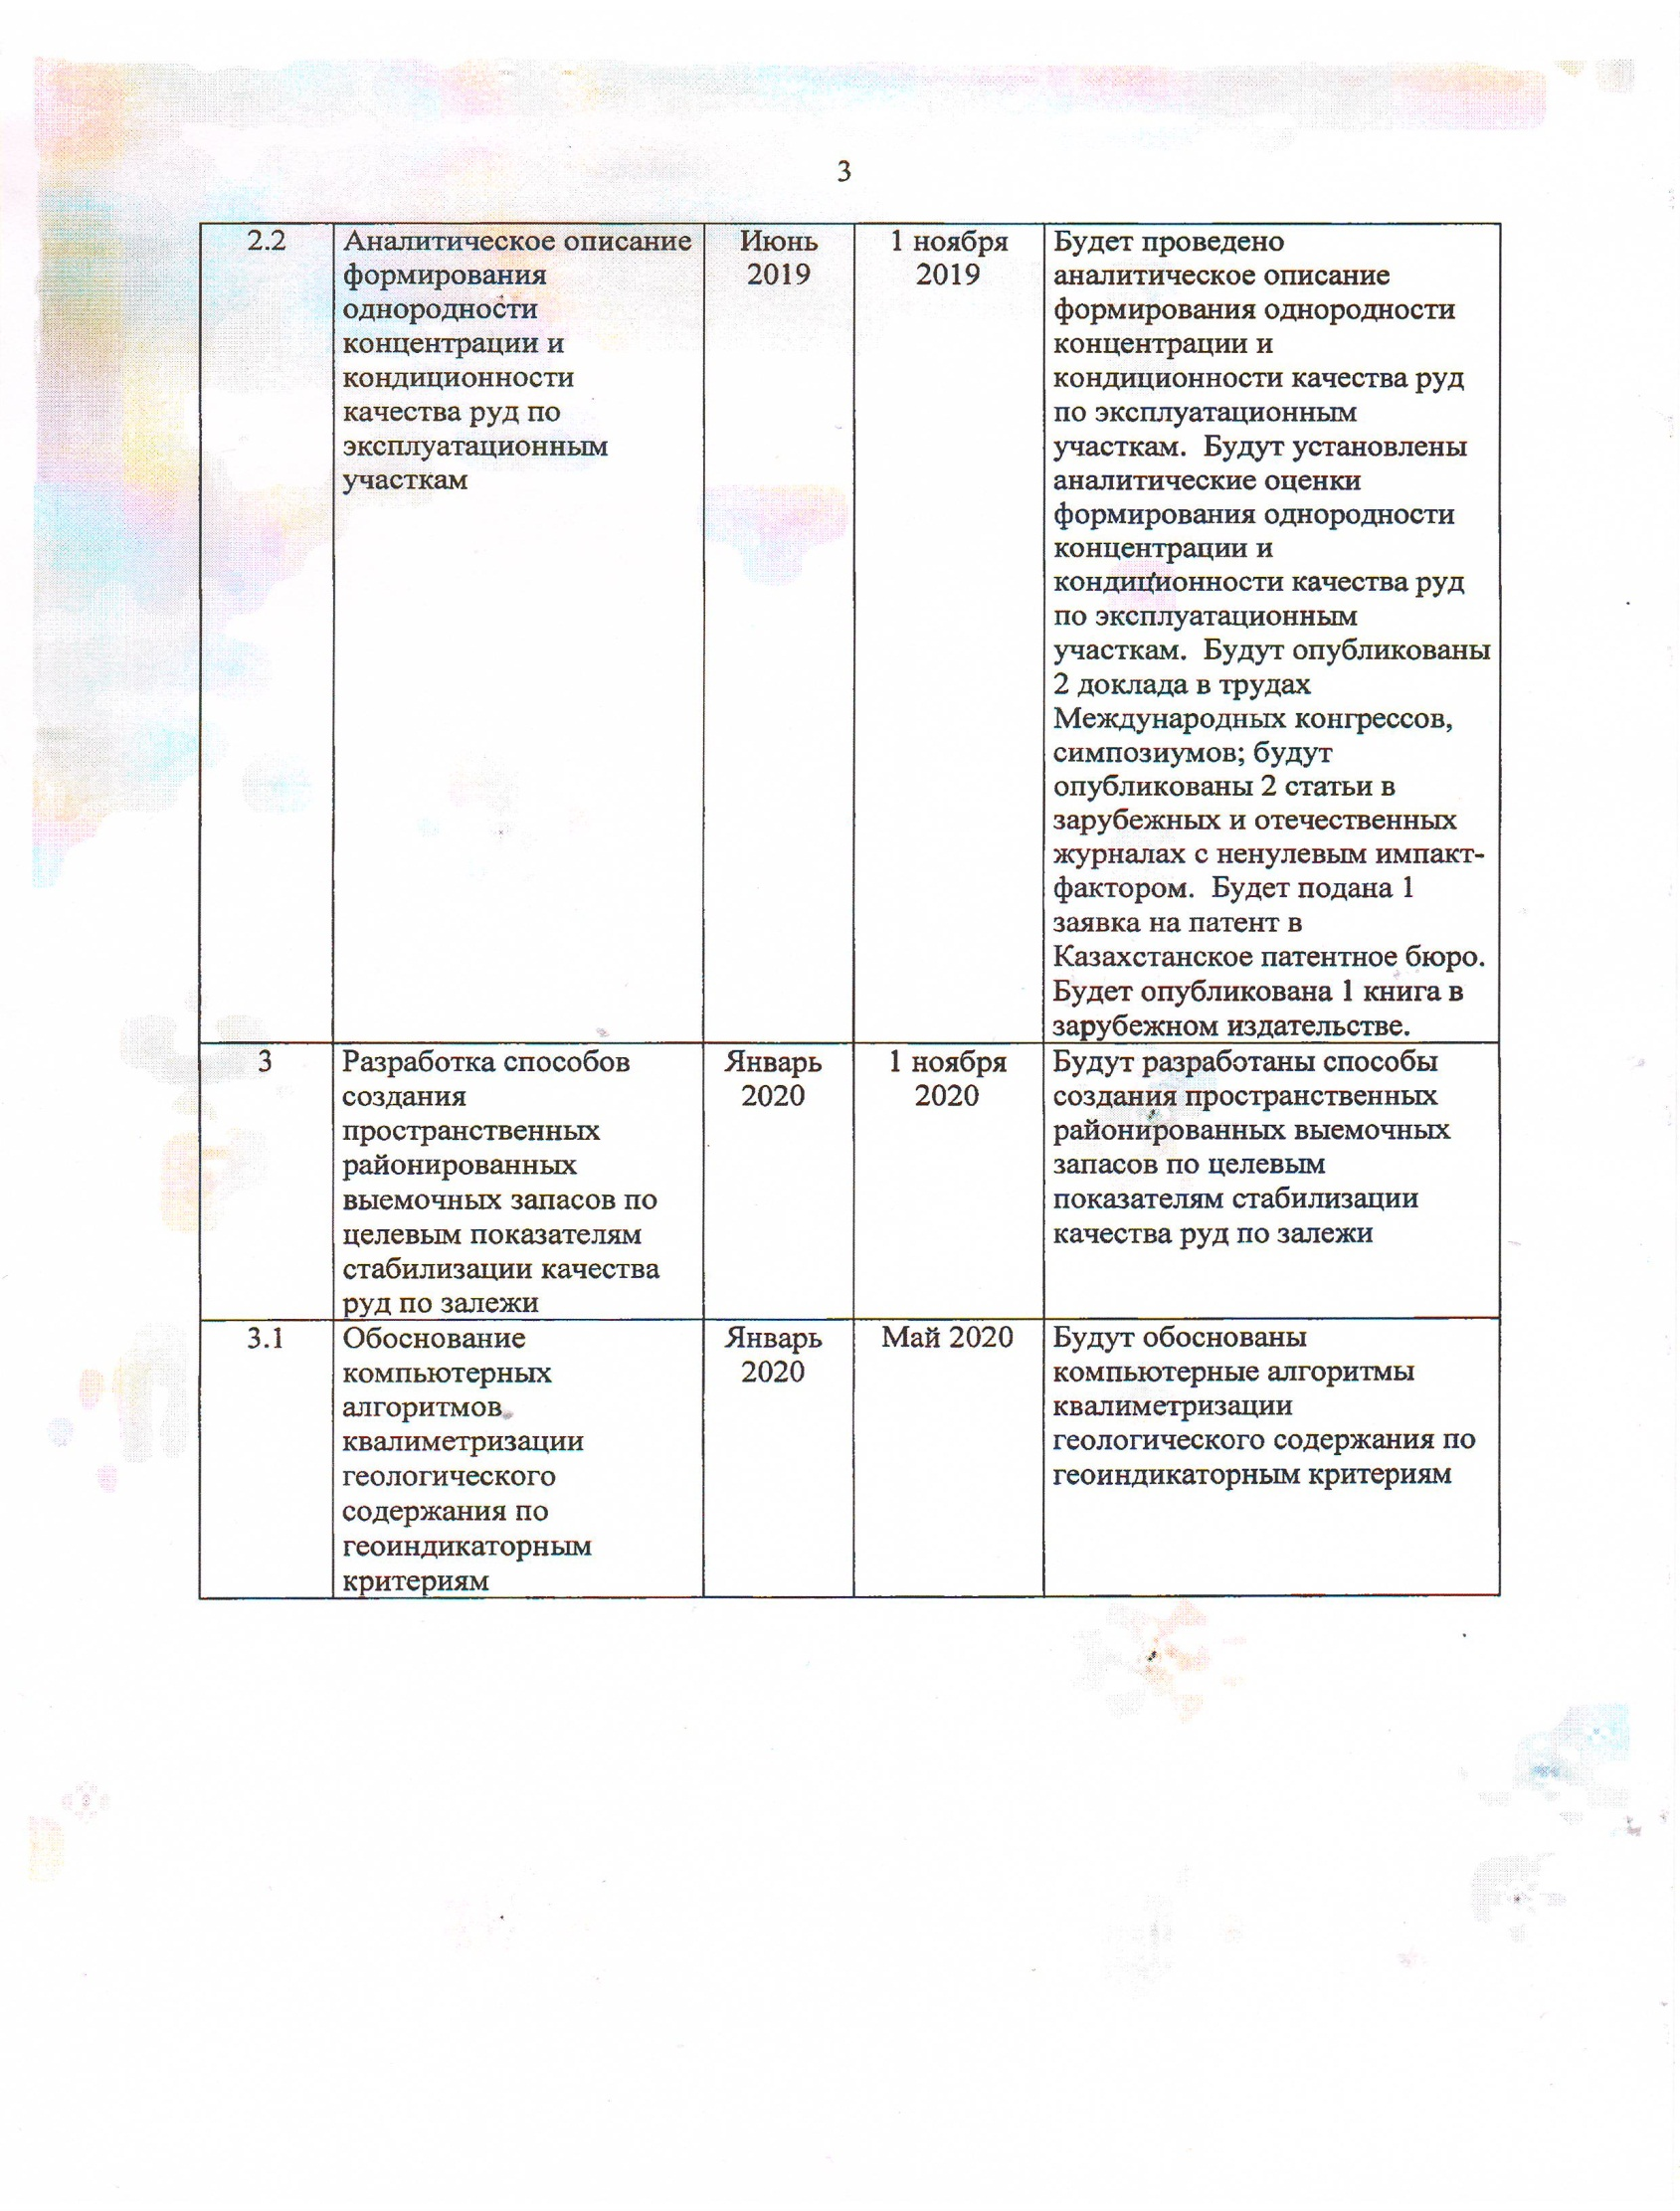 3
2.2
Аналитическое описание
формирования
однородности
концентрации и
кондиционности
качества руд по
эксплуатационным
участкам
Июнь
2019
1 ноября
2019
Будет проведено
аналитическое описание
формирования однородности
концентрации и
кондиционности качества руд
по эксплуатационным
участкам. Будут установлены
аналитические оценки
формирования однородности
концентрации и
кондиционности качества руд
по эксплуатационным
участкам. Будут опубликованы
2 доклада в трудах
Международных конгрессов,
симпозиумов; будут
опубликованы 2 статьи в
зарубежных и отечественных
журналах с ненулевым импакт-
фактором. Будет подана 1
заявка на патент в
Казахстанское патентное бюро.
Будет опубликована 1 книга в
зарубежном издательстве.
3
Разработка способов
создания
пространственных
районированных
выемочных запасов по
целевым показателям
стабилизации качества
руд по залежи
Январь
2020
1 ноября
2020
Будут разработаны способы
создания пространственных
районированных выемочных
запасов по целевым
показателям стабилизации
качества руд по залежи
3.1
Обоснование
компьютерных
алгоритмов
квалиметризации
геологического
содержания по
геоиндикаторным
критериям
Январь
2020
Май 2020
Будут обоснованы
компьютерные алгоритмы
квалиметризации
геологического содержания по
геоиндикаторным критериям